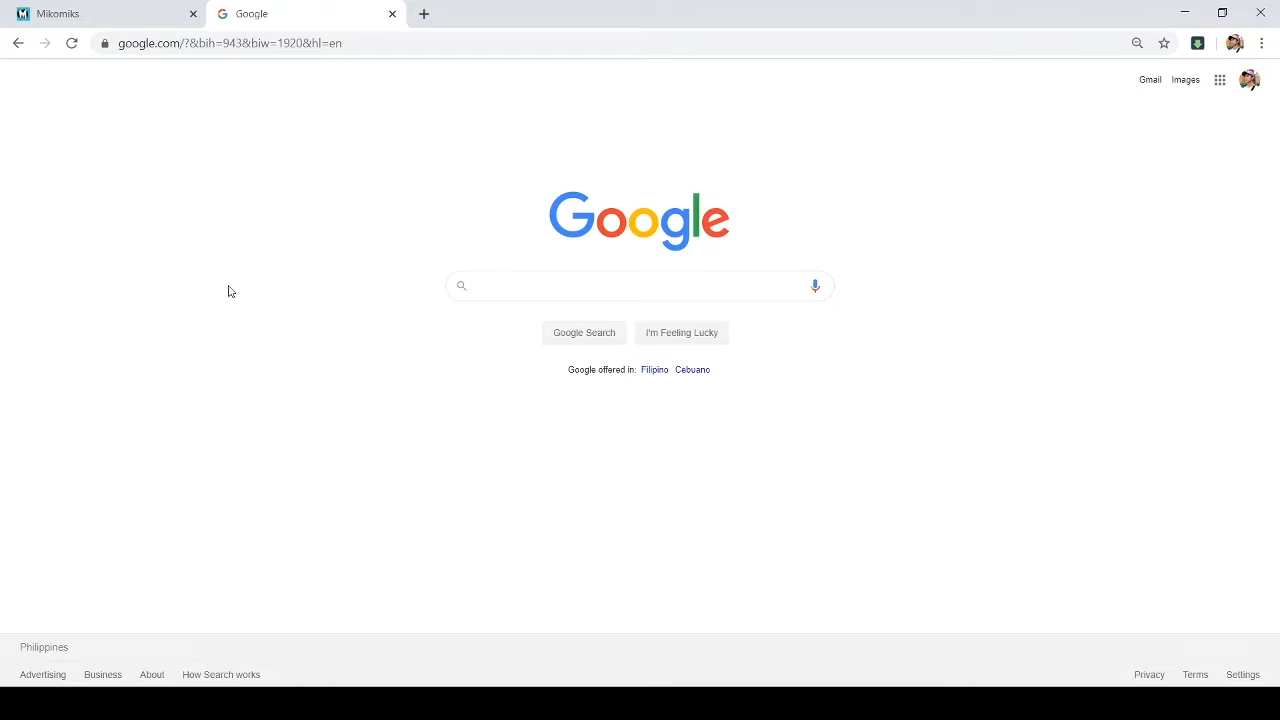 Mikomiks
Google
google.com/?&bih=943&biw=1920&hl=en
Gmail Images
Google
Google Search I'm Feeling Lucky
Google offered in: Filipino Cebuano
Philippines
Advertising Business About How Search works
Privacy Terms Settings